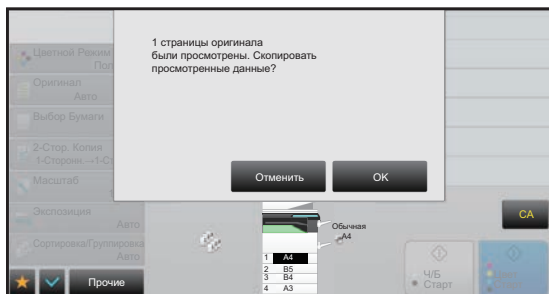 1 страницы оригинала
были просмотрены. Скопировать
просмотренные данные?
Отменить
OK
Цветной Режим
Оригинал
Авто
Выбор Бумаги
2-Стор. Копия
Масштаб
Экспозиция
Авто
Сортировка/Группировка
Авто
Прочие
Обычная
A4
1 A4
2 B5
3 B4
4 A3
CA
Ч/Б
Старт